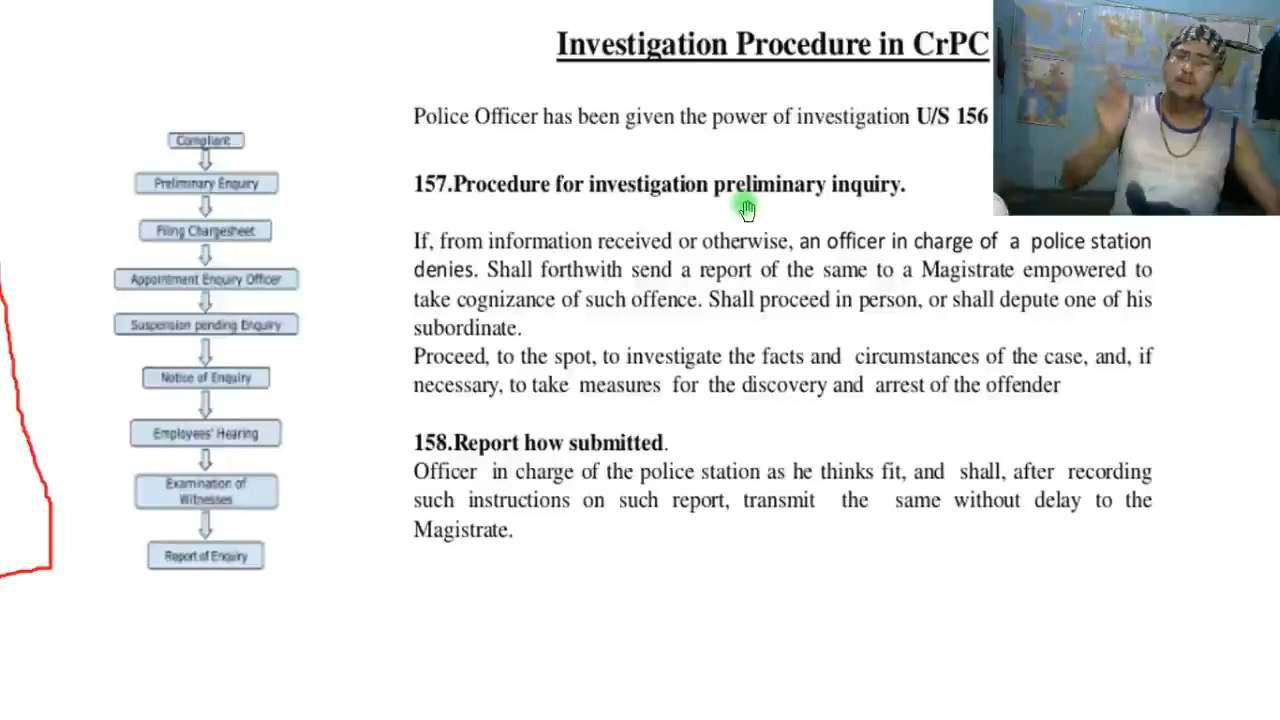 Investigation Procedure in CrPC
Police Officer has been given the power of investigation U/S 156
157.Procedure for investigation preliminary inquiry.
If, from information received or otherwise, an officer in charge of a police station
denies. Shall forthwith send a report of the same to a Magistrate empowered to
take cognizance of such offence. Shall proceed in person, or shall depute one of his
subordinate.
Proceed, to the spot, to investigate the facts and circumstances of the case, and, if
necessary, to take measures for the discovery and arrest of the offender
158.Report how submitted.
Officer in charge of the police station as he thinks fit, and shall, after recording
such instructions on such report, transmit the same without delay to the
Magistrate.
Compliant
Preliminary Enquiry
Filing Chargesheet
Appointment Enquiry Officer
Suspension pending Enquiry
Notice of Enquiry
Employees' Hearing
Examination of
Witnesses
Report of Enquiry